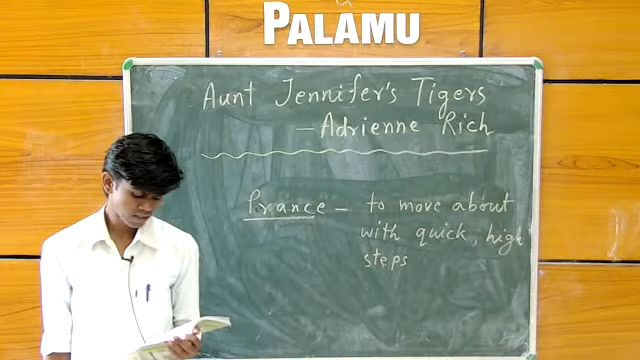 PALAMU
Aunt Jennifer's Tigers
- Adrienne Rich
Prance - to move about
with quick, high
steps